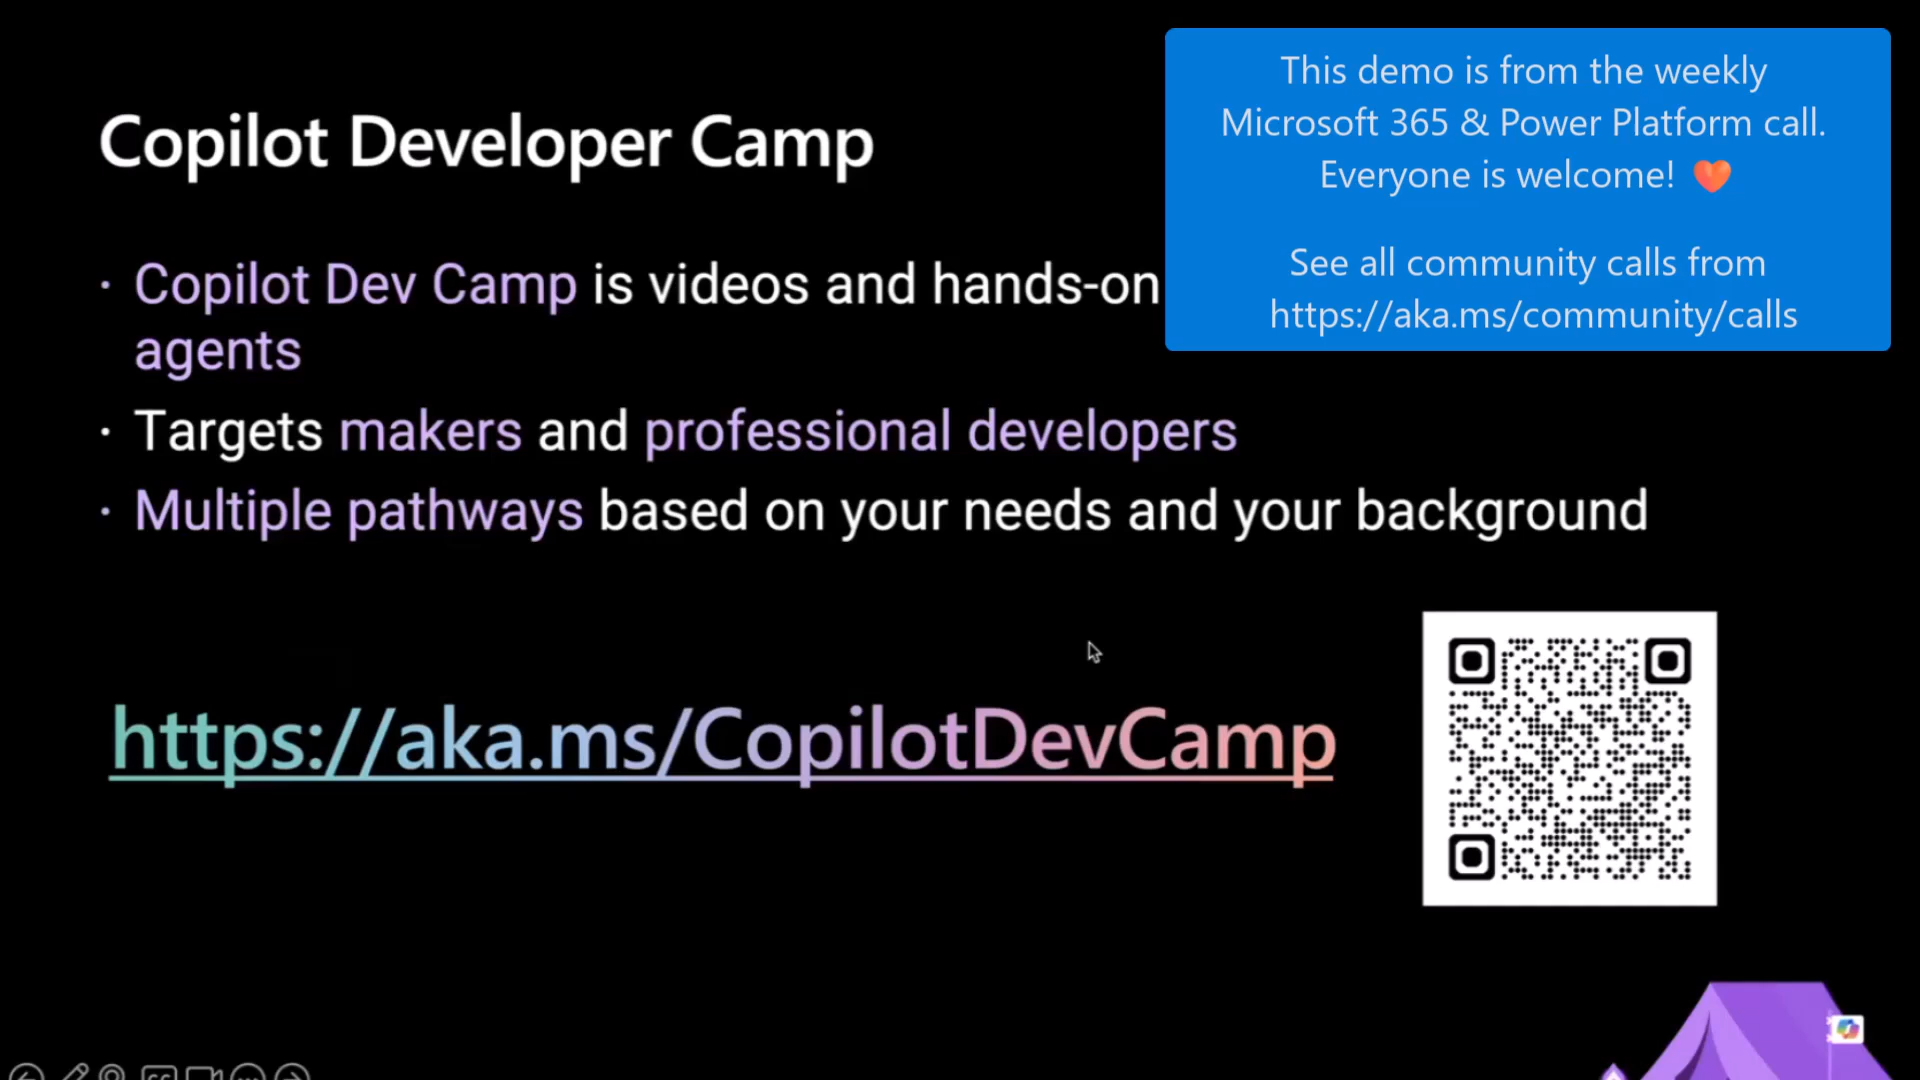 Copilot Developer Camp
This demo is from the weekly
Microsoft 365 & Power Platform call.
Everyone is welcome!
See all community calls from
https://aka.ms/community/calls
· Copilot Dev Camp is videos and hands-on
agents
· Targets makers and professional developers
· Multiple pathways based on your needs and your background
https://aka.ms/CopilotDevCamp